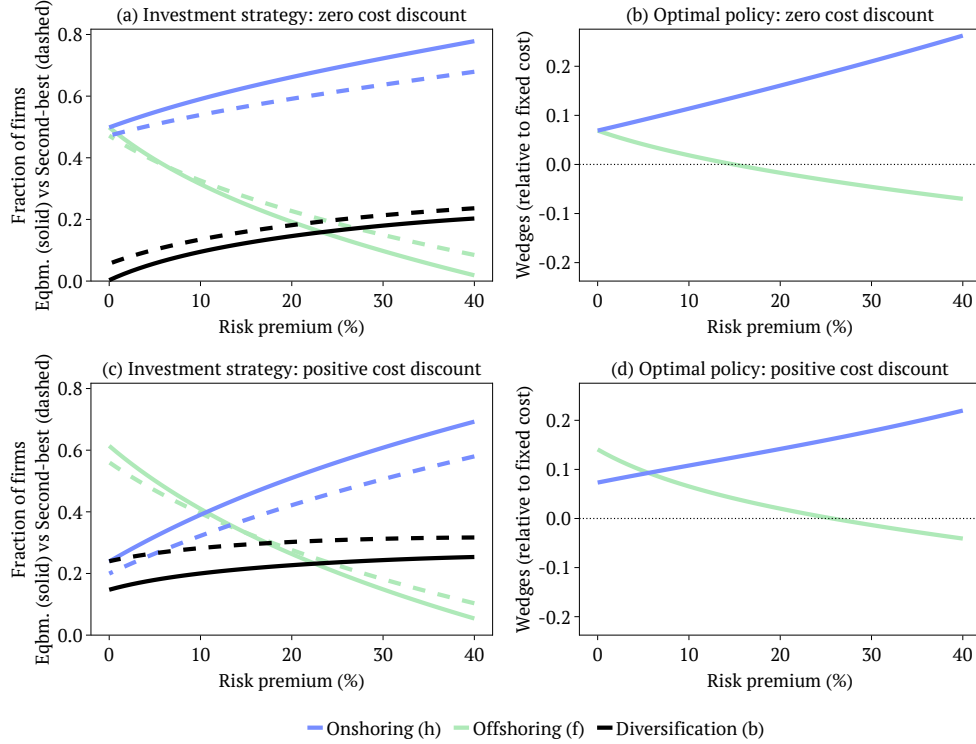 (a) Investment strategy: zero cost discount
(b) Optimal policy: zero cost discount
Fraction of firms
Eqbm. (solid) vs Second-best (dashed)
0.8
0.6
0.4
0.2
0.0
0 10 20 30 40
Risk premium (%)
Wedges (relative to fixed cost)
0.2
0.1
0.0
-0.1
-0.2
0 10 20 30 40
Risk premium (%)
(c) Investment strategy: positive cost discount
(d) Optimal policy: positive cost discount
Fraction of firms
Eqbm. (solid) vs Second-best (dashed)
0.8
0.6
0.4
0.2
0.0
0 10 20 30 40
Risk premium (%)
Wedges (relative to fixed cost)
0.2
0.1
0.0
-0.1
-0.2
0 10 20 30 40
Risk premium (%)
Onshoring (h) Offshoring (f) Diversification (b)